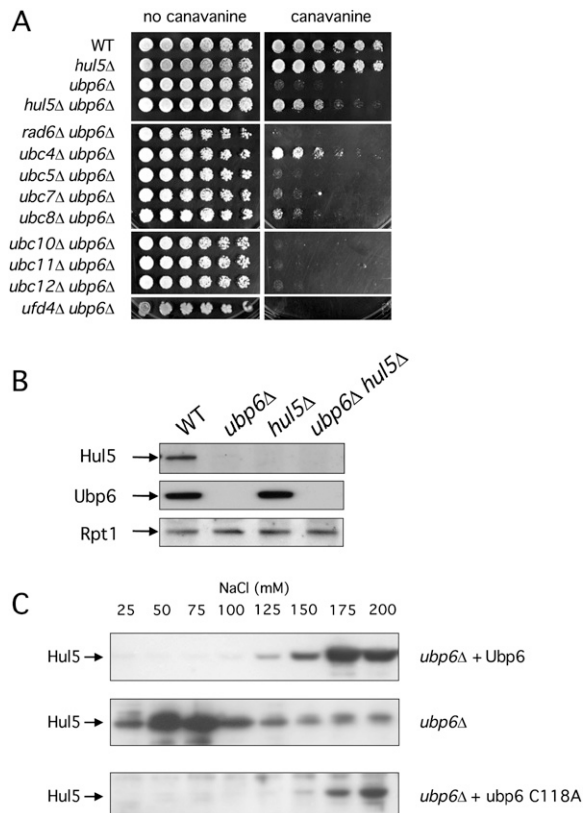 A
no canavanine canavanine
WT
hul5Δ
ubp6Δ
hul5Δ ubp6Δ
rad6Δ ubp6Δ
ubc4Δ ubp6Δ
ubc5Δ ubp6Δ
ubc7Δ ubp6Δ
ubc8Δ ubp6Δ
ubc10Δ ubp6Δ
ubc11Δ ubp6Δ
ubc12Δ ubp6Δ
ufd4Δ ubp6Δ
B
WT ubp6Δ hul5Δ ubp6Δ hul5Δ
Hul5
Ubp6
Rpt1
C
NaCl (mM)
25 50 75 100 125 150 175 200
Hul5 ubp6Δ + Ubp6
Hul5 ubp6Δ
Hul5 ubp6Δ + ubp6 C118A